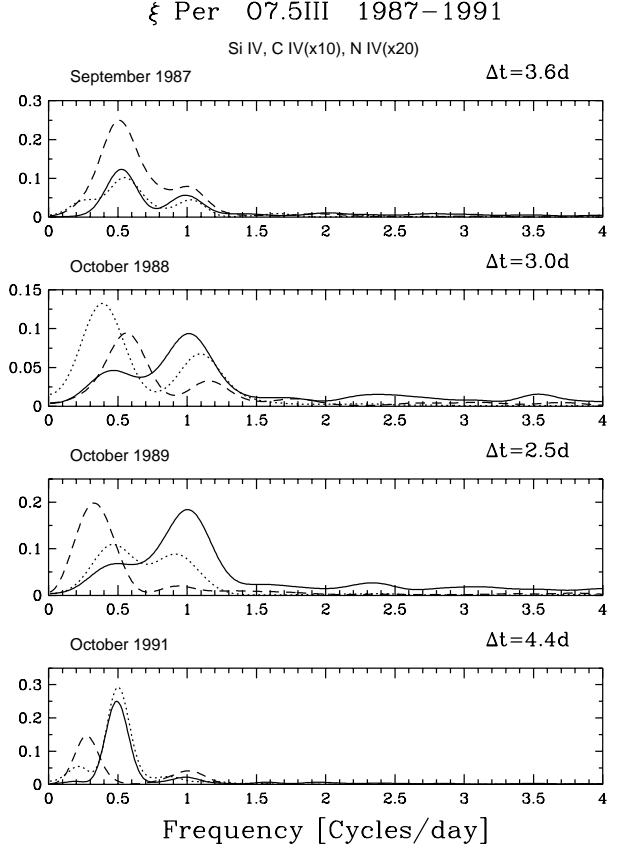 ξ Per O7.5III 1987−1991
Si IV, C IV(x10), N IV(x20)
September 1987 Δt=3.6d
0.3
0.2
0.1
0
0 0.5 1 1.5 2 2.5 3 3.5 4
October 1988 Δt=3.0d
0.15
0.1
0.05
0
0 0.5 1 1.5 2 2.5 3 3.5 4
October 1989 Δt=2.5d
0.2
0.1
0
0 0.5 1 1.5 2 2.5 3 3.5 4
October 1991 Δt=4.4d
0.3
0.2
0.1
0
0 0.5 1 1.5 2 2.5 3 3.5 4
Frequency [Cycles/day]